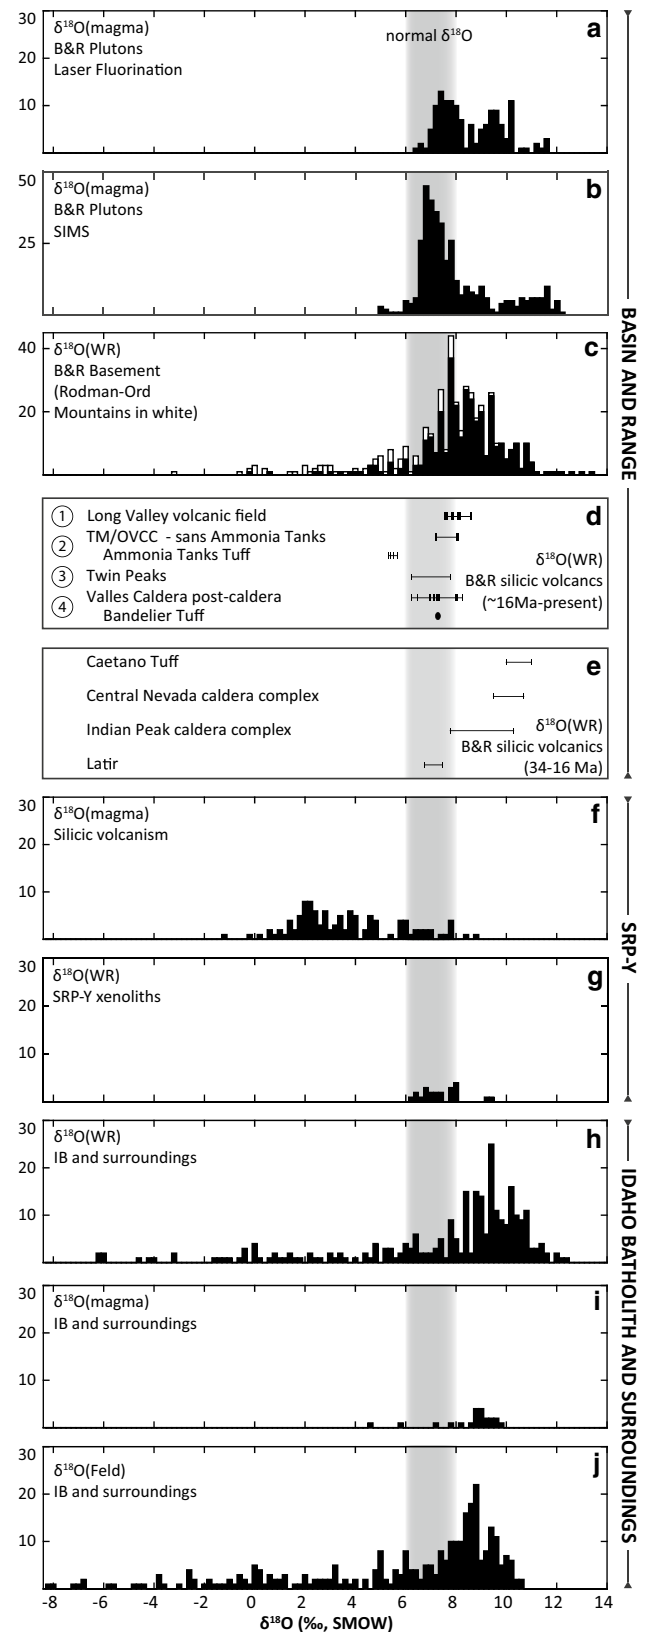 30
20
10
δ¹⁸O(magma)
B&R Plutons
Laser Fluorination
normal δ¹⁸O
a
50
25
δ¹⁸O(magma)
B&R Plutons
SIMS
b
40
20
δ¹⁸O(WR)
B&R Basement
(Rodman-Ord
Mountains in white)
c
BASIN AND RANGE
1 Long Valley volcanic field
2 TM/OVCC - sans Ammonia Tanks
Ammonia Tanks Tuff
3 Twin Peaks
4 Valles Caldera post-caldera
Bandelier Tuff
d
δ¹⁸O(WR)
B&R silicic volcancs
(~16Ma-present)
Caetano Tuff
Central Nevada caldera complex
Indian Peak caldera complex
Latir
e
δ¹⁸O(WR)
B&R silicic volcanics
(34-16 Ma)
30
20
10
δ¹⁸O(magma)
Silicic volcanism
f
SRP-Y
30
20
10
δ¹⁸O(WR)
SRP-Y xenoliths
g
30
20
10
δ¹⁸O(WR)
IB and surroundings
h
IDAHO BATHOLITH AND SURROUNDINGS
30
20
10
δ¹⁸O(magma)
IB and surroundings
i
30
20
10
δ¹⁸O(Feld)
IB and surroundings
j
-8 -6 -4 -2 0 2 4 6 8 10 12 14
δ¹⁸O (‰, SMOW)